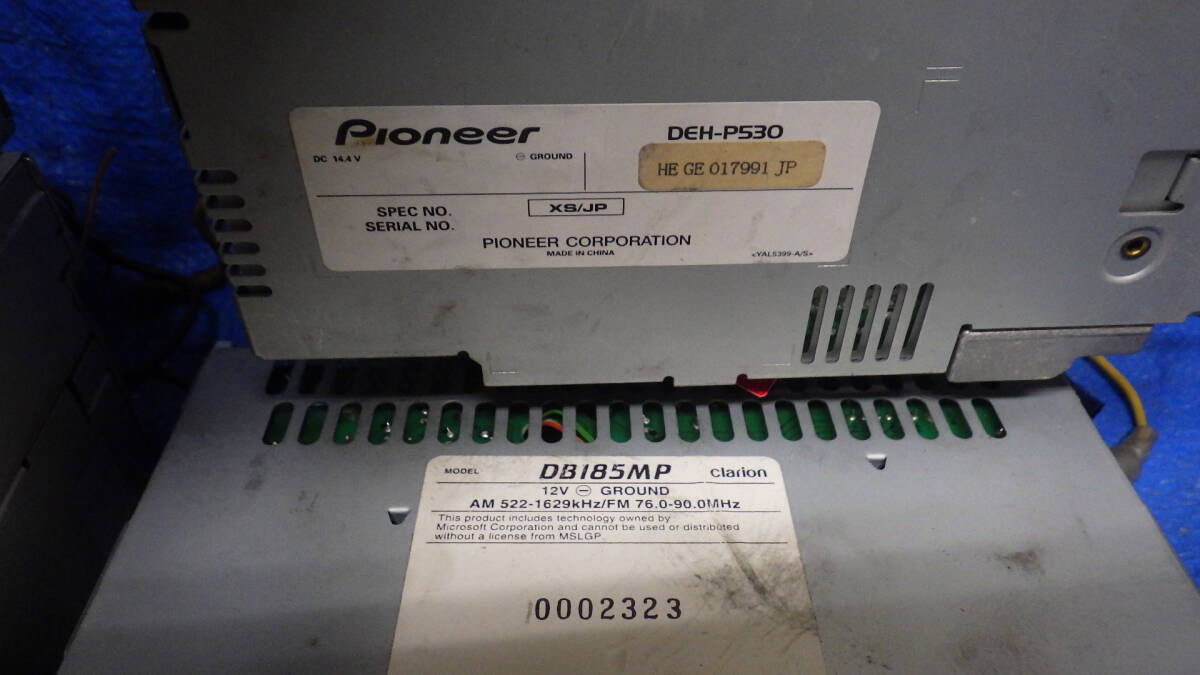 Pioneer
DEH-P530
DC 14.4 V
⊖ GROUND
HE GE 017991 JP
SPEC NO.
XS/JP
SERIAL NO.
PIONEER CORPORATION
MADE IN CHINA
<YAL5399-A/S>
MODEL DB185MP Clarion
12V ⊖ GROUND
AM 522-1629kHz/FM 76.0-90.0MHz
This product includes technology owned by
Microsoft Corporation and cannot be used or distributed
without a license from MSLGP.
0002323